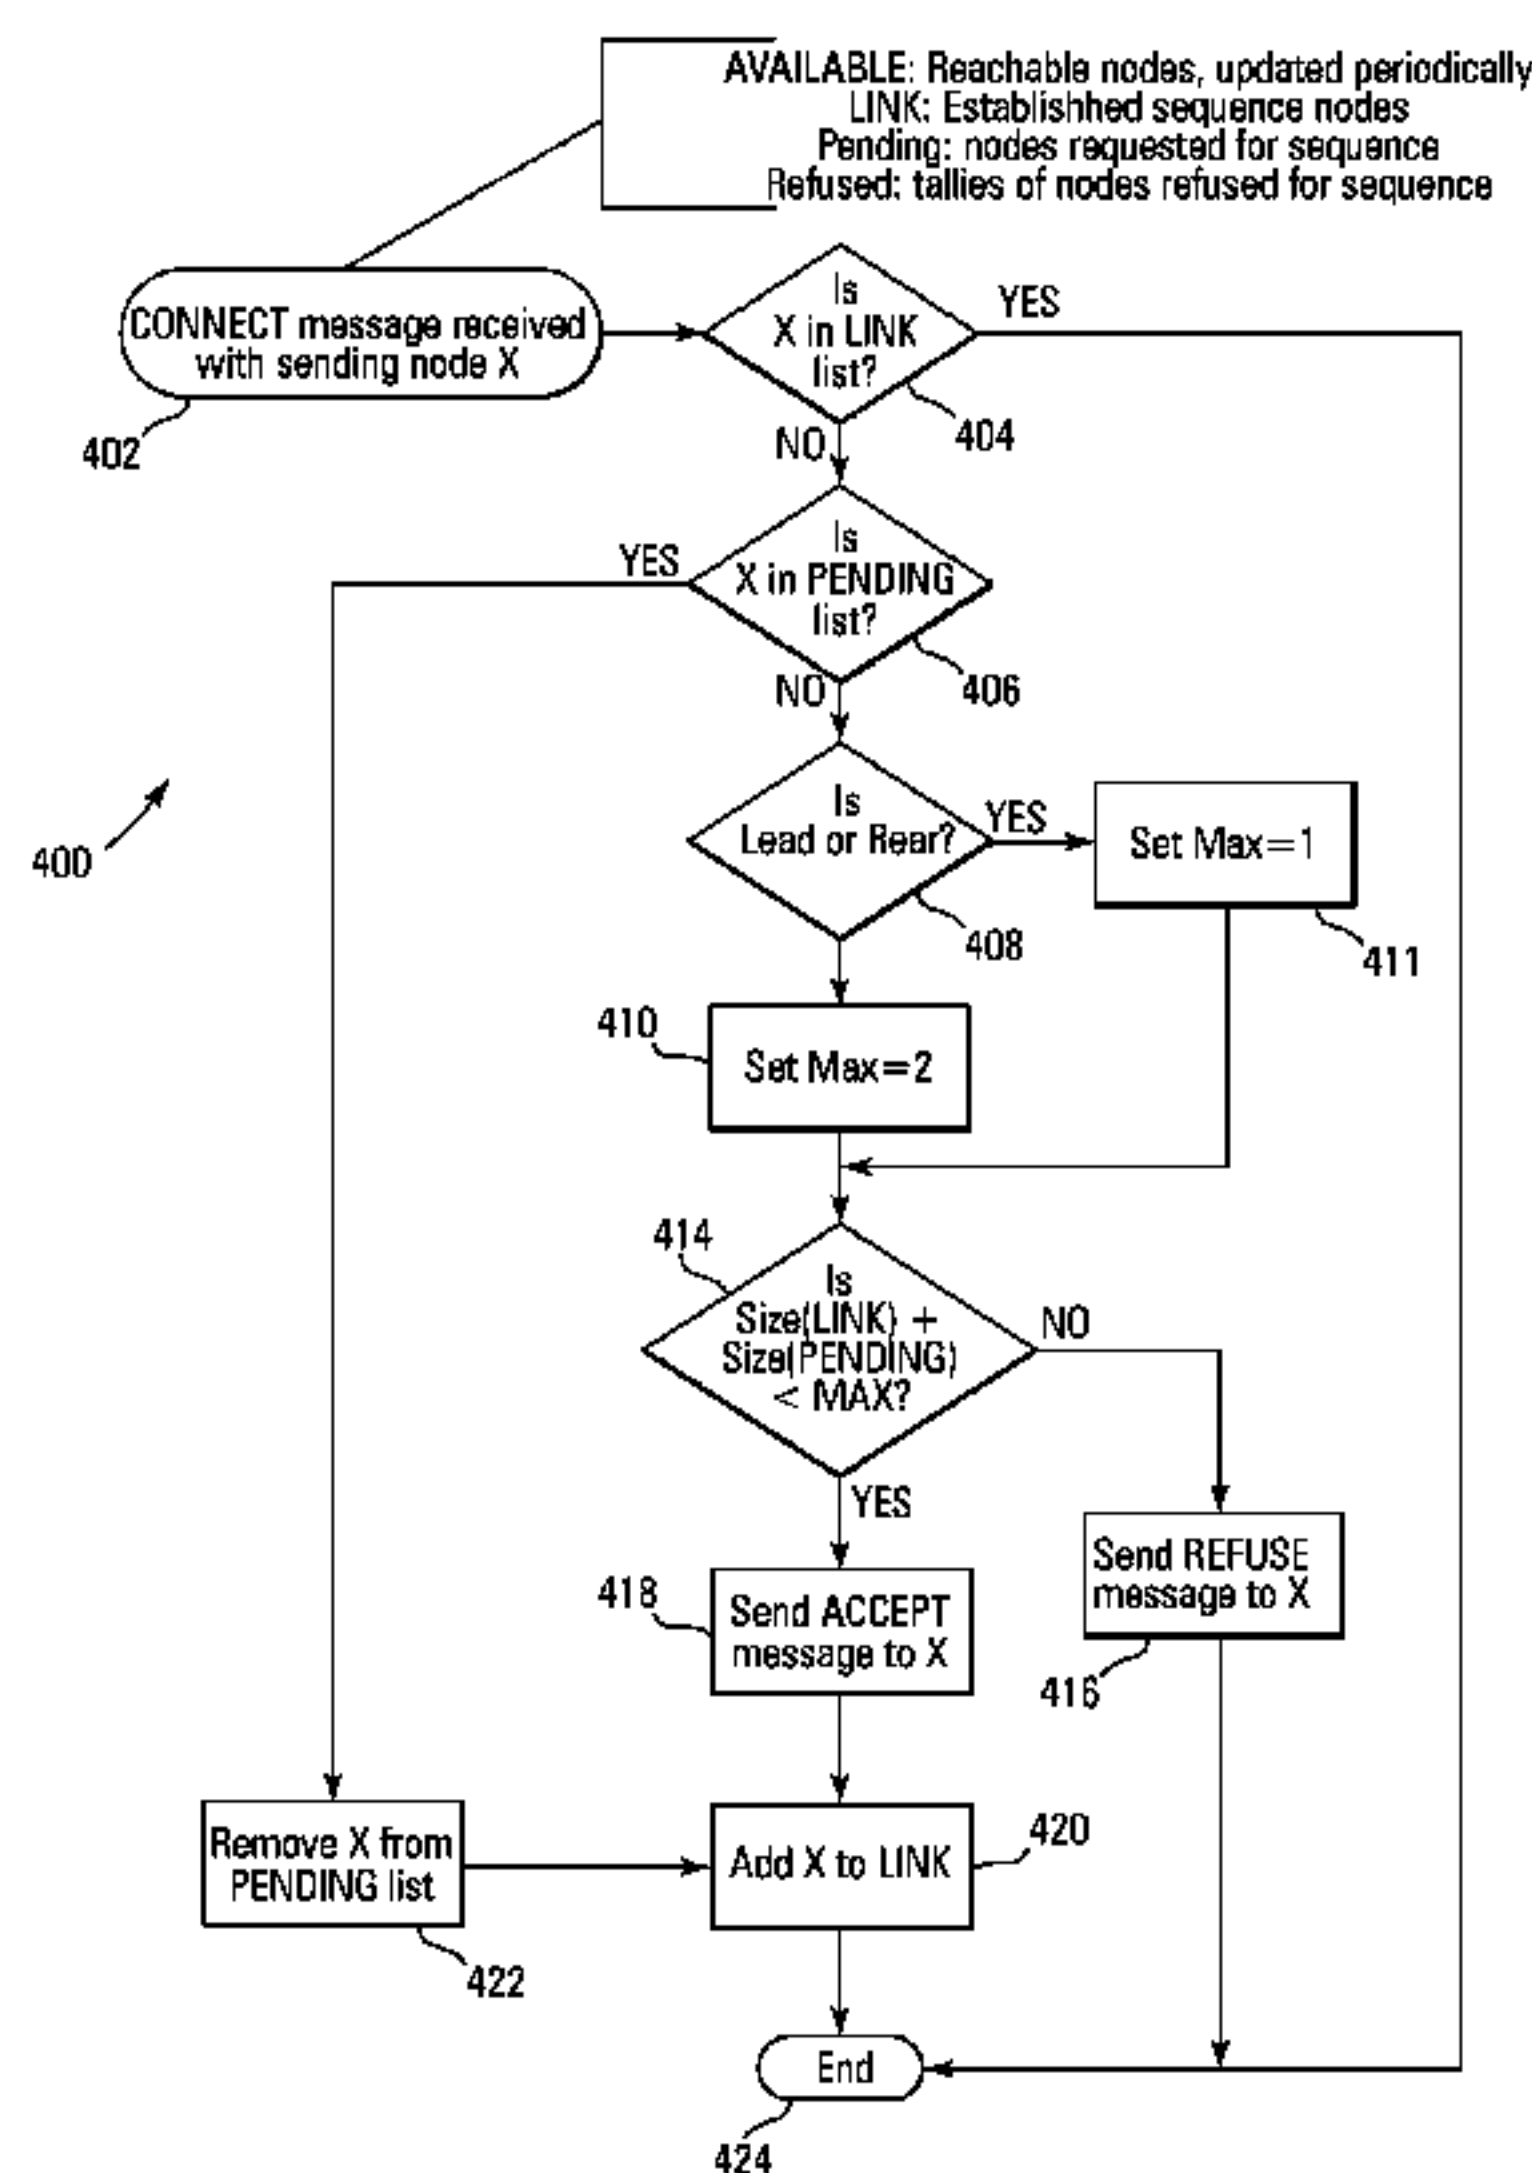 AVAILABLE: Reachable nodes, updated periodically
LINK: Establishhed sequence nodes
Pending: nodes requested for sequence
Refused: tallies of nodes refused for sequence
CONNECT message received
with sending node X
402
Is
X in LINK
list?
YES
404
NO
Is
X in PENDING
list?
YES
406
NO
Is
Lead or Rear?
YES
408
Set Max=1
411
400
410
Set Max=2
414
Is
Size(LINK) +
Size(PENDING)
< MAX?
NO
YES
418
Send ACCEPT
message to X
Send REFUSE
message to X
416
Remove X from
PENDING list
422
Add X to LINK
420
End
424